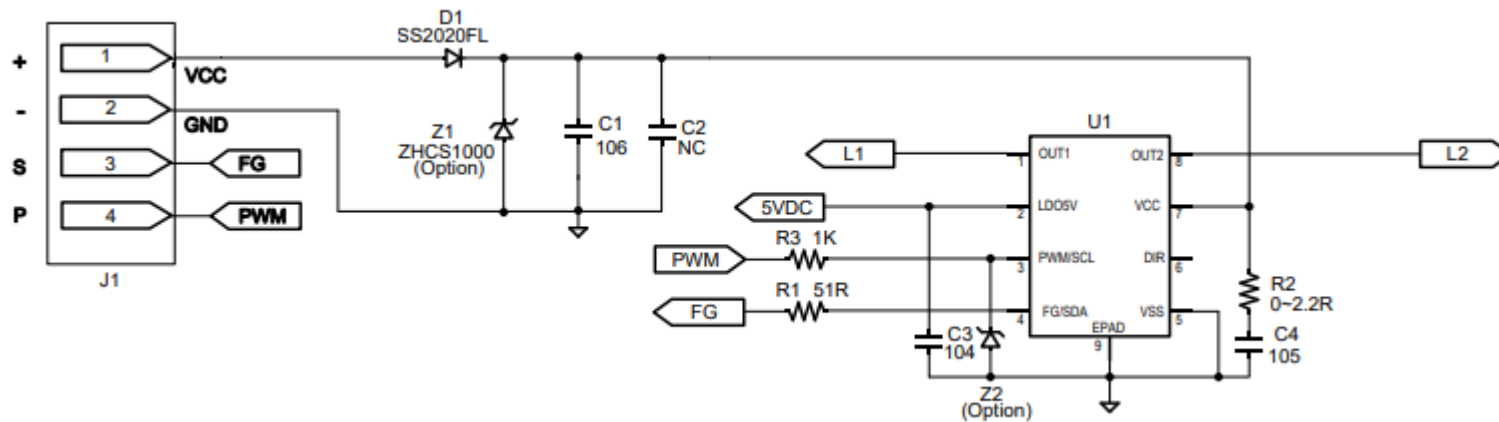 +
1
VCC
-
2
GND
S
3
FG
P
4
PWM
J1
D1
SS2020FL
Z1
ZHCS1000
(Option)
C1
106
C2
NC
U1
L1
1
OUT1
OUT2
8
L2
5VDC
2
LDO5V
VCC
7
PWM
R3 1K
3
PWM/SCL
DIR
6
FG
R1 51R
4
FG/SDA
VSS
5
EPAD
9
C3
104
Z2
(Option)
R2
0~2.2R
C4
105